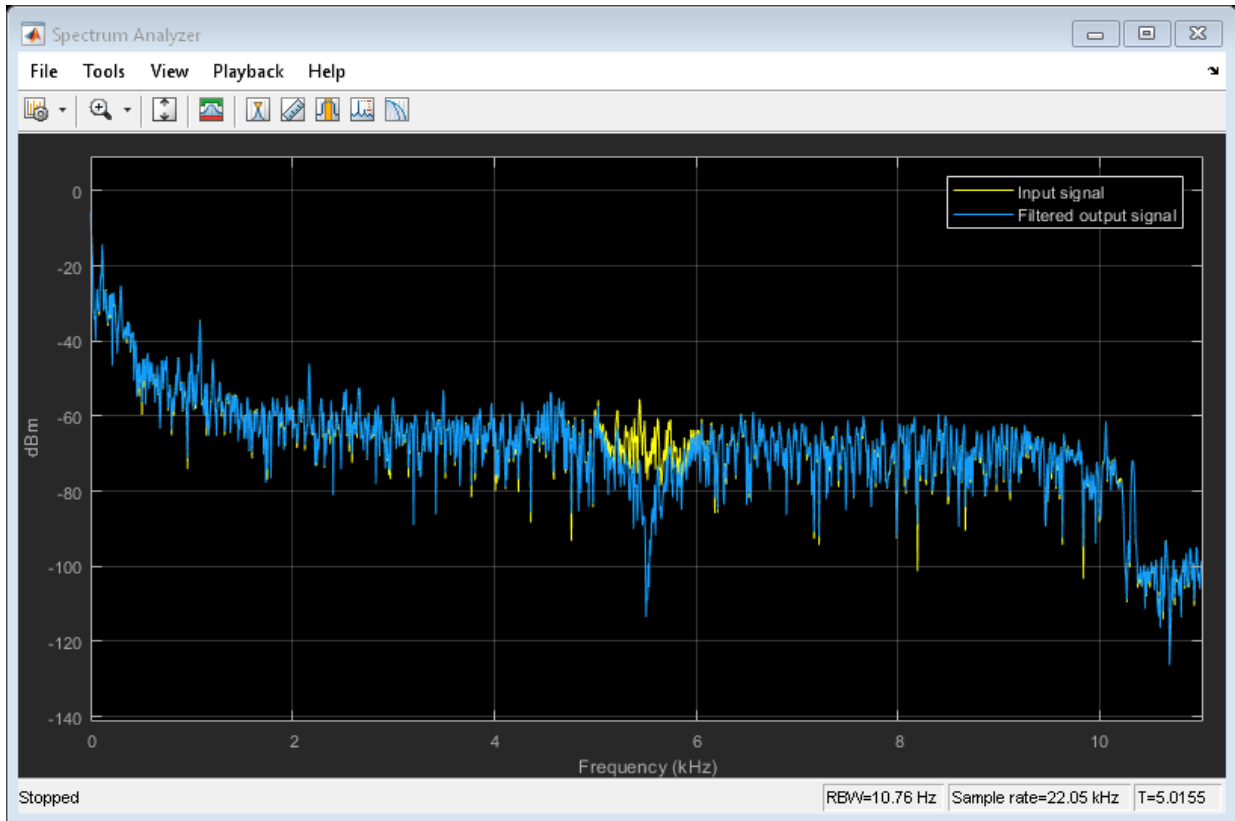 Spectrum Analyzer
File Tools View Playback Help
Input signal
Filtered output signal
0
-20
-40
-60
-80
-100
-120
-140
dBm
0 2 4 6 8 10
Frequency (kHz)
Stopped RBW=10.76 Hz Sample rate=22.05 kHz T=5.0155